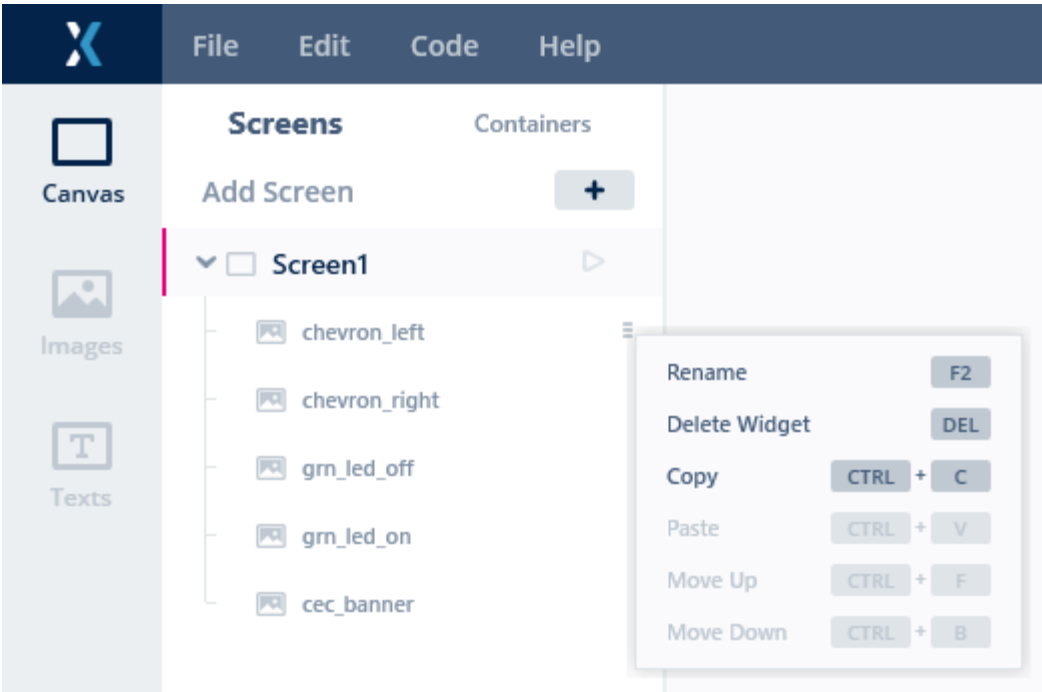 File Edit Code Help
Screens Containers
Canvas
Add Screen +
Screen1
Images
chevron_left
chevron_right
Texts
grn_led_off
grn_led_on
cec_banner
Rename F2
Delete Widget DEL
Copy CTRL + C
Paste CTRL + V
Move Up CTRL + F
Move Down CTRL + B